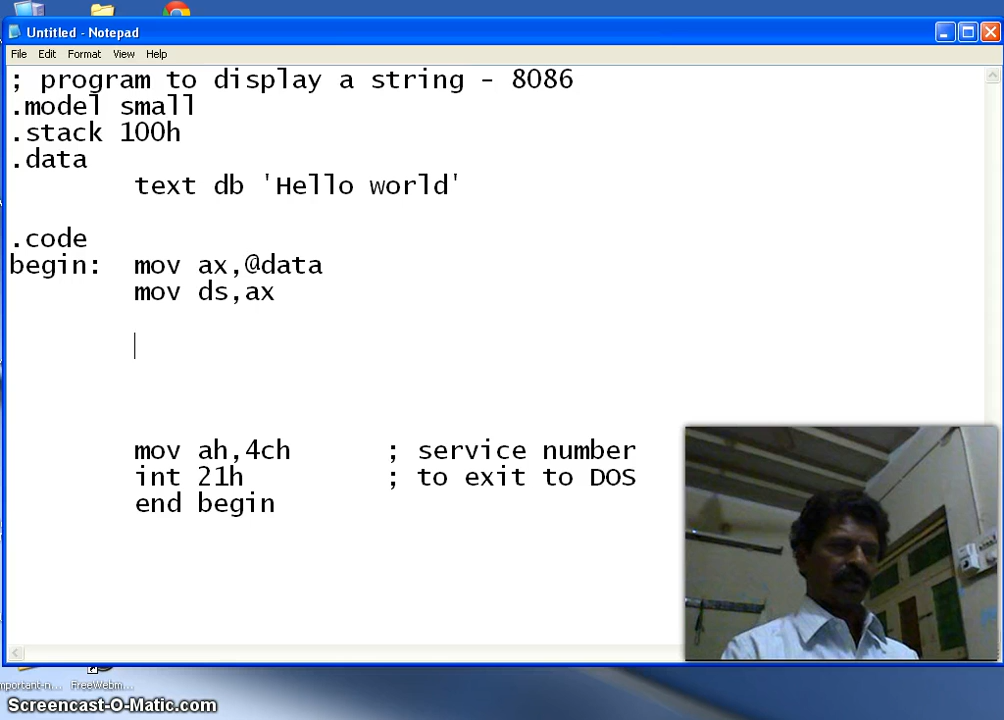 Untitled - Notepad
File Edit Format View Help
; program to display a string - 8086
.model small
.stack 100h
.data
text db 'Hello world'
.code
begin: mov ax,@data
mov ds,ax
mov ah,4ch ; service number
int 21h ; to exit to DOS
end begin
mportant-n... FreeWebm...
Screencast-O-Matic.com